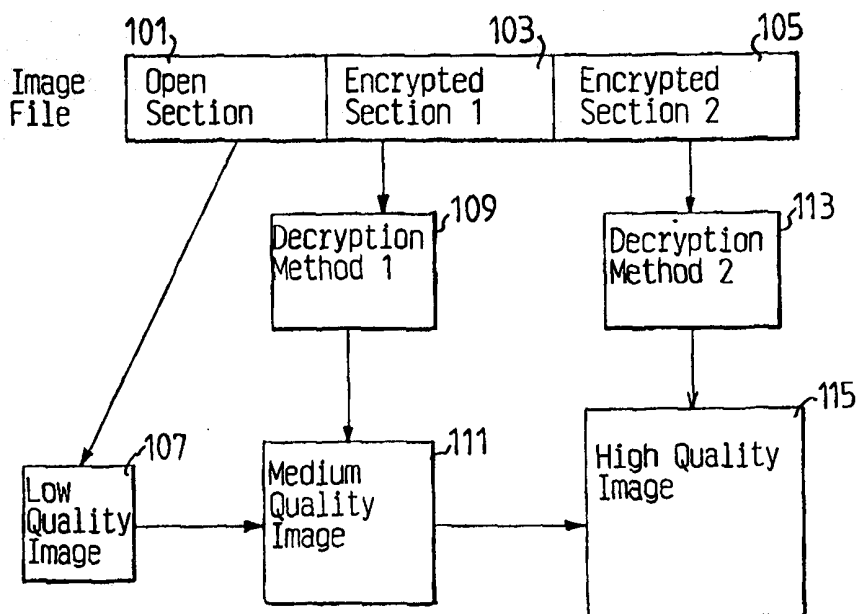 101
103
105
Image
File
Open
Section
Encrypted
Section 1
Encrypted
Section 2
109
113
Decryption
Method 1
Decryption
Method 2
107
111
115
Low
Quality
Image
Medium
Quality
Image
High Quality
Image